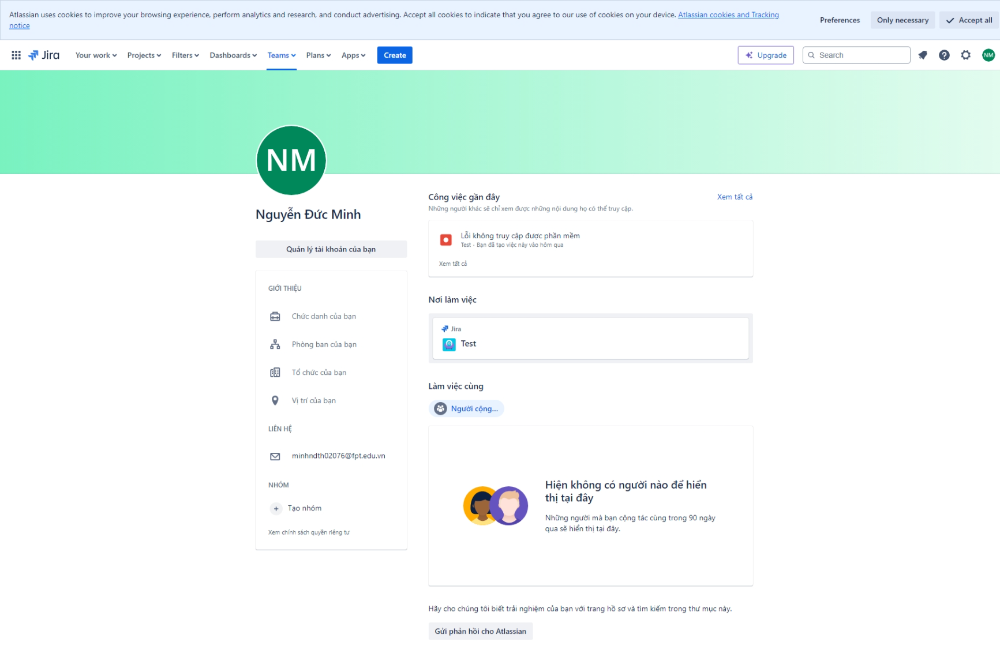 Atlassian uses cookies to improve your browsing experience, perform analytics and research, and conduct advertising. Accept all cookies to indicate that you agree to our use of cookies on your device. Atlassian cookies and Tracking
notice
Preferences
Only necessary
Accept all
Jira
Your work
Projects
Filters
Dashboards
Teams
Plans
Apps
Create
Upgrade
Search
NM
NM
Nguyễn Đức Minh
Quản lý tài khoản của bạn
GIỚI THIỆU
Chức danh của bạn
Phòng ban của bạn
Tổ chức của bạn
Vị trí của bạn
LIÊN HỆ
minhndth02076@fpt.edu.vn
NHÓM
Tạo nhóm
Xem chính sách quyền riêng tư
Công việc gần đây
Xem tất cả
Những người khác sẽ chỉ xem được những nội dung họ có thể truy cập.
Lỗi không truy cập được phần mềm
Test · Bạn đã tạo việc này vào hôm qua
Xem tất cả
Nơi làm việc
Jira
Test
Làm việc cùng
Người cộng...
Hiện không có người nào để hiển
thị tại đây
Những người mà bạn cộng tác cùng trong 90 ngày
qua sẽ hiển thị tại đây.
Hãy cho chúng tôi biết trải nghiệm của bạn với trang hồ sơ và tìm kiếm trong thư mục này.
Gửi phản hồi cho Atlassian